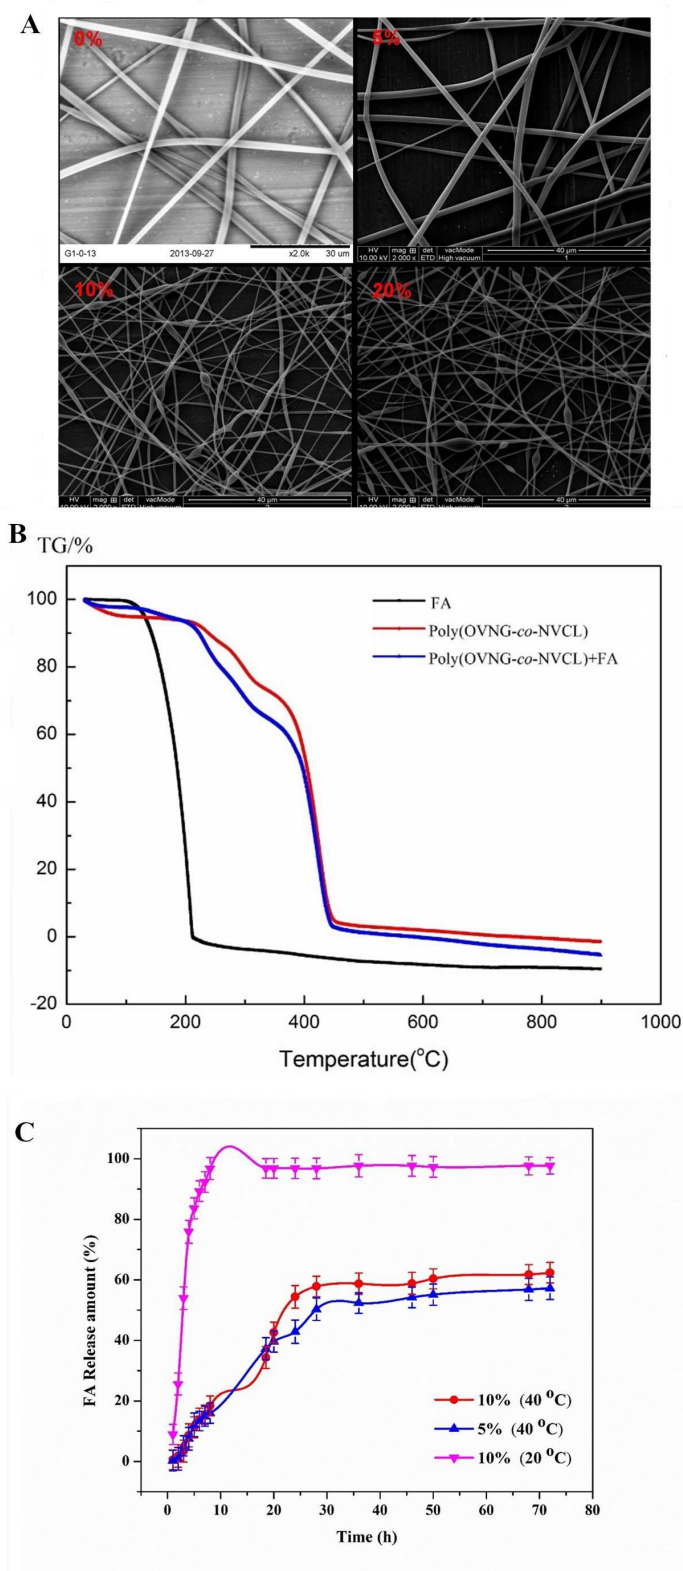 A
0%
5%
G1-0-13 2013-09-27 x2.0k 30 um
HV mag det vacMode 40 µm
10.00 kV 2 000 x ETD High vacuum 1
10%
20%
HV mag det vacMode 40 µm
HV mag det vacMode 40 µm
B
TG/%
100
80
60
40
20
0
-20
FA
Poly(OVNG-co-NVCL)
Poly(OVNG-co-NVCL)+FA
0 200 400 600 800 1000
Temperature(°C)
C
FA Release amount (%)
100
80
60
40
20
0
10% (40 °C)
5% (40 °C)
10% (20 °C)
0 10 20 30 40 50 60 70 80
Time (h)